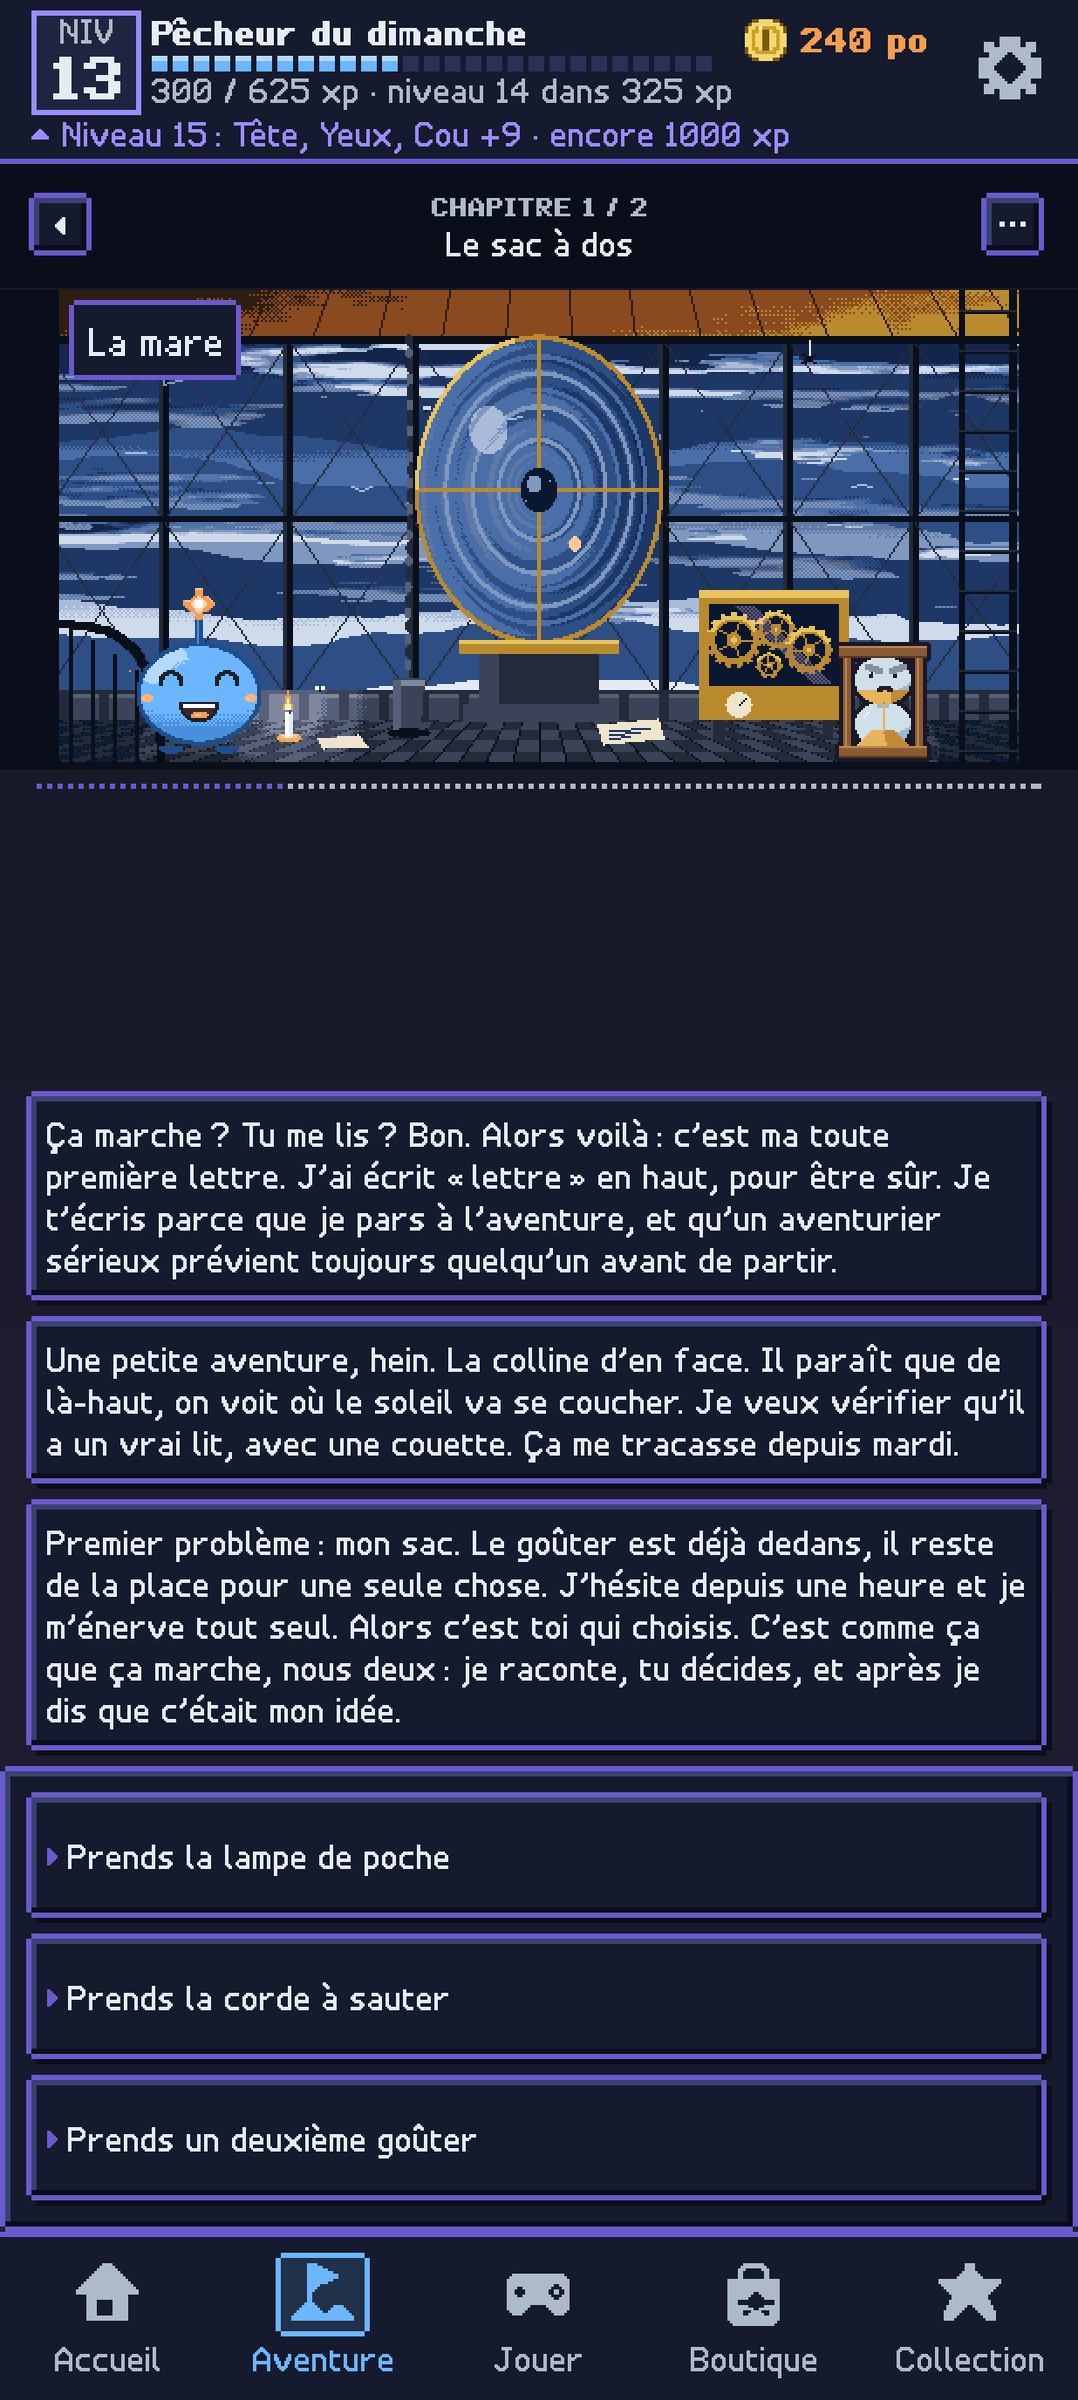 NIV
13
Pêcheur du dimanche
240 po
300 / 625 xp · niveau 14 dans 325 xp
Niveau 15 : Tête, Yeux, Cou +9 · encore 1000 xp
CHAPITRE 1 / 2
Le sac à dos
La mare
Ça marche ? Tu me lis ? Bon. Alors voilà : c’est ma toute
première lettre. J’ai écrit « lettre » en haut, pour être sûr. Je
t’écris parce que je pars à l’aventure, et qu’un aventurier
sérieux prévient toujours quelqu’un avant de partir.
Une petite aventure, hein. La colline d’en face. Il paraît que de
là-haut, on voit où le soleil va se coucher. Je veux vérifier qu’il
a un vrai lit, avec une couette. Ça me tracasse depuis mardi.
Premier problème : mon sac. Le goûter est déjà dedans, il reste
de la place pour une seule chose. J’hésite depuis une heure et je
m’énerve tout seul. Alors c’est toi qui choisis. C’est comme ça
que ça marche, nous deux : je raconte, tu décides, et après je
dis que c’était mon idée.
Prends la lampe de poche
Prends la corde à sauter
Prends un deuxième goûter
Accueil
Aventure
Jouer
Boutique
Collection